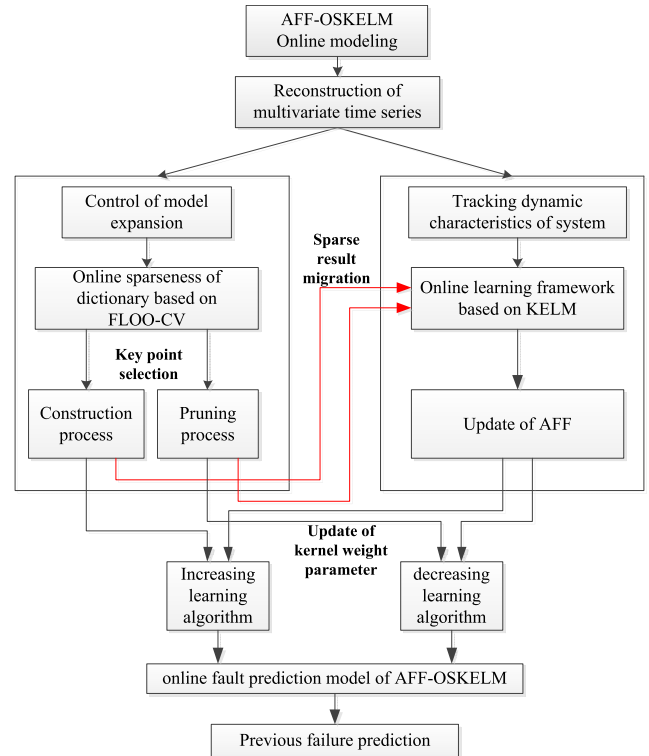 AFF-OSKELM
Online modeling
Reconstruction of
multivariate time series
Control of model
expansion
Online sparseness of
dictionary based on
FLOO-CV
Key point
selection
Construction
process
Pruning
process
Sparse
result
migration
Tracking dynamic
characteristics of system
Online learning framework
based on KELM
Update of AFF
Update of
kernel weight
parameter
Increasing
learning
algorithm
decreasing
learning
algorithm
online fault prediction model of AFF-OSKELM
Previous failure prediction